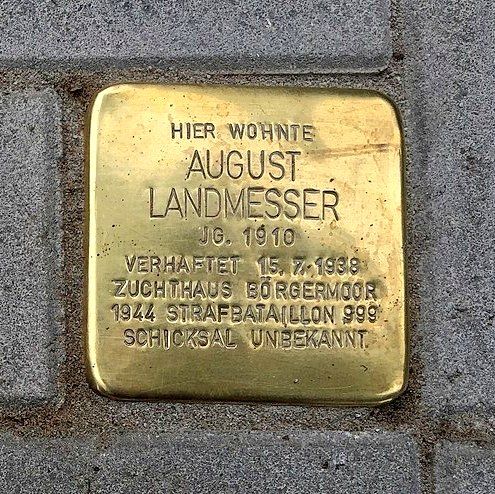 HIER WOHNTE
AUGUST
LANDMESSER
JG. 1910
VERHAFTET 15.7.1938
ZUCHTHAUS BÖRGERMOOR
1944 STRAFBATAILLON 999
SCHICKSAL UNBEKANNT